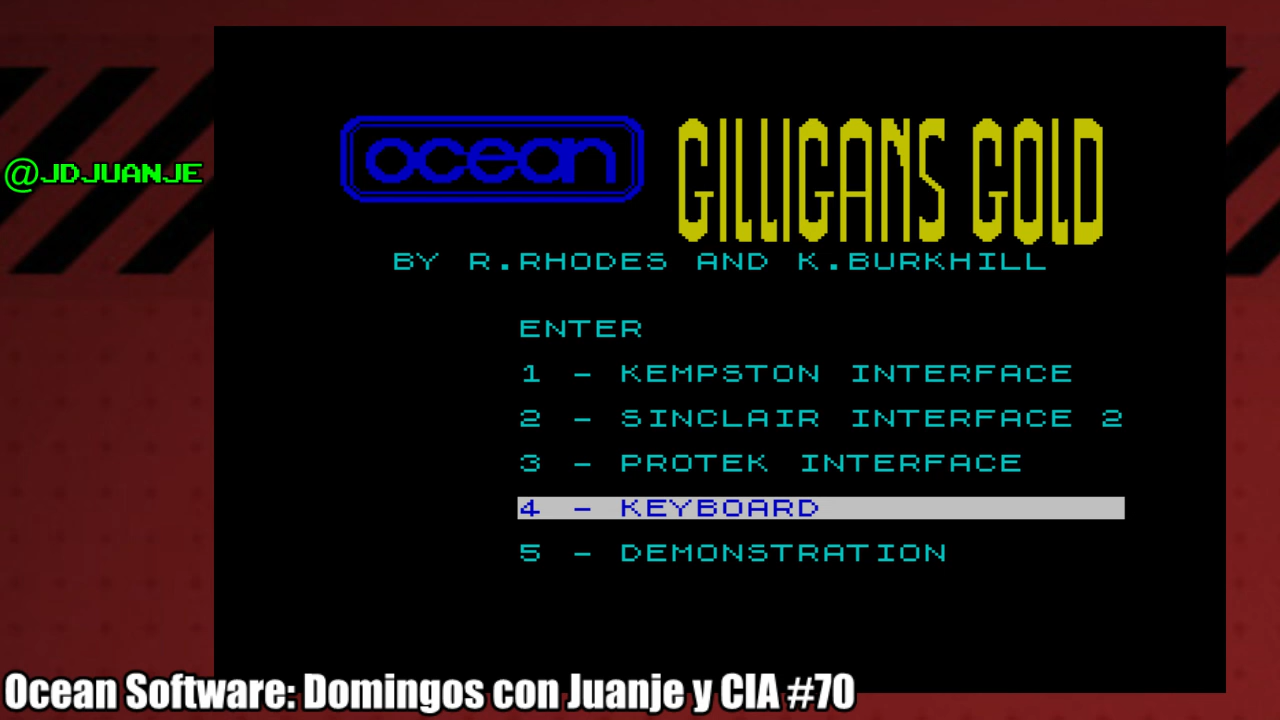 @JDJUANJE
ocean GILLIGANS GOLD
BY R.RHODES AND K.BURKHILL
ENTER
1 - KEMPSTON INTERFACE
2 - SINCLAIR INTERFACE 2
3 - PROTEK INTERFACE
4 - KEYBOARD
5 - DEMONSTRATION
Ocean Software: Domingos con Juanje y CIA #70